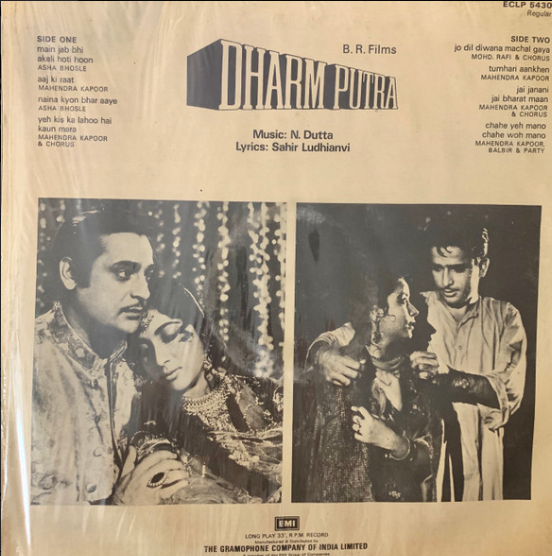 ECLP 5430
Regular
SIDE ONE
main jab bhi
akeli hoti hoon
ASHA BHOSLE
aaj ki raat
MAHENDRA KAPOOR
naina kyon bhar aaye
ASHA BHOSLE
yeh kis ka lahoo hai
kaun mara
MAHENDRA KAPOOR
& CHORUS
B. R. Films
DHARM PUTRA
Music: N. Dutta
Lyrics: Sahir Ludhianvi
SIDE TWO
jo dil diwana machal gaya
MOHD. RAFI & CHORUS
tumhari aankhen
MAHENDRA KAPOOR
jai janani
jai bharat maan
MAHENDRA KAPOOR
& CHORUS
chahe yeh mano
chahe woh mano
MAHENDRA KAPOOR,
BALBIR & PARTY
EMI
LONG PLAY 33⅓ R.P.M. RECORD
Manufactured & Distributed by
THE GRAMOPHONE COMPANY OF INDIA LIMITED